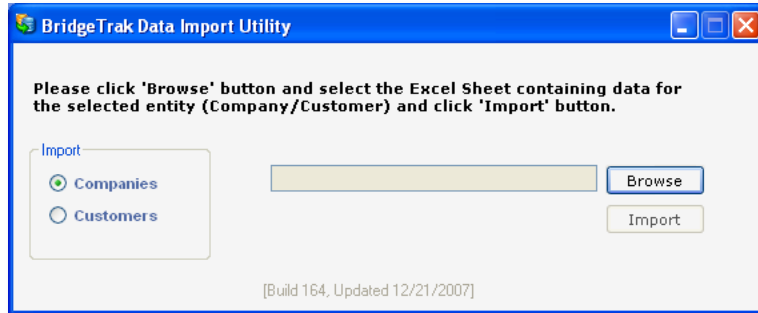 BridgeTrak Data Import Utility
Please click 'Browse' button and select the Excel Sheet containing data for
the selected entity (Company/Customer) and click 'Import' button.
Import
Companies
Customers
Browse
Import
[Build 164, Updated 12/21/2007]